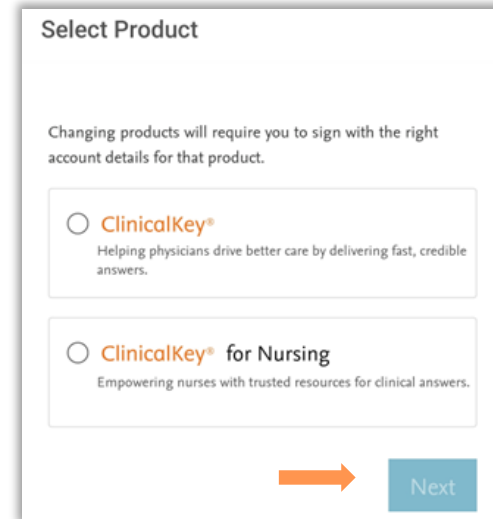 Select Product
Changing products will require you to sign with the right
account details for that product.
ClinicalKey®
Helping physicians drive better care by delivering fast, credible
answers.
ClinicalKey® for Nursing
Empowering nurses with trusted resources for clinical answers.
Next